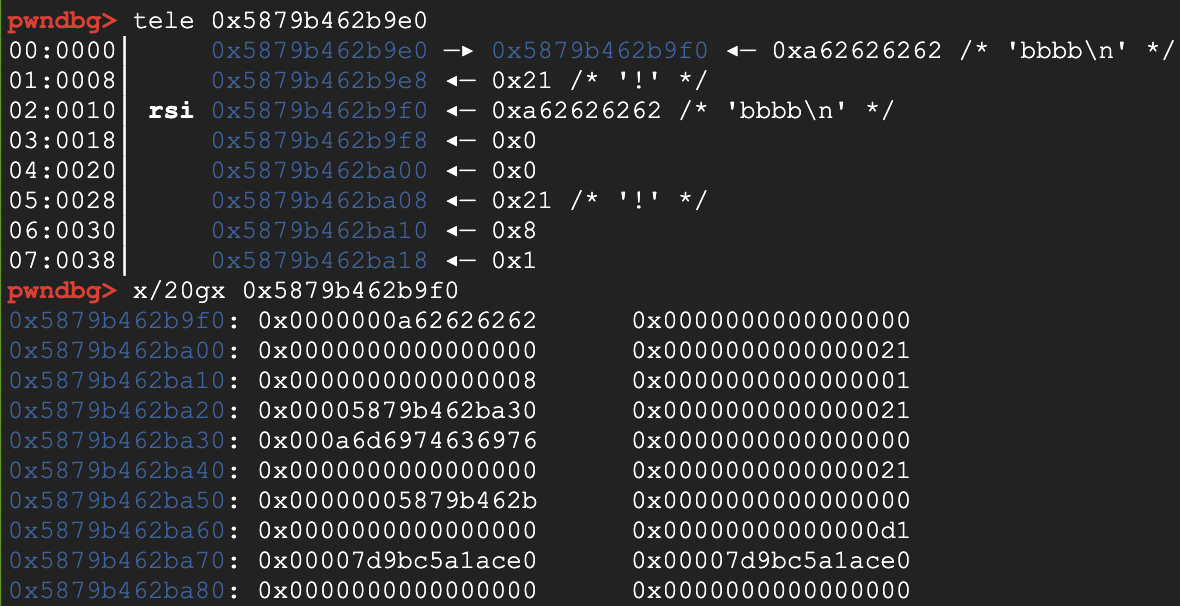 pwndbg> tele 0x5879b462b9e0
00:0000│      0x5879b462b9e0 —▸ 0x5879b462b9f0 ◂— 0xa62626262 /* 'bbbb\n' */
01:0008│      0x5879b462b9e8 ◂— 0x21 /* '!' */
02:0010│ rsi 0x5879b462b9f0 ◂— 0xa62626262 /* 'bbbb\n' */
03:0018│      0x5879b462b9f8 ◂— 0x0
04:0020│      0x5879b462ba00 ◂— 0x0
05:0028│      0x5879b462ba08 ◂— 0x21 /* '!' */
06:0030│      0x5879b462ba10 ◂— 0x8
07:0038│      0x5879b462ba18 ◂— 0x1
pwndbg> x/20gx 0x5879b462b9f0
0x5879b462b9f0: 0x0000000a62626262 0x0000000000000000
0x5879b462ba00: 0x0000000000000000 0x0000000000000021
0x5879b462ba10: 0x0000000000000008 0x0000000000000001
0x5879b462ba20: 0x00005879b462ba30 0x0000000000000021
0x5879b462ba30: 0x000a6d6974636976 0x0000000000000000
0x5879b462ba40: 0x0000000000000000 0x0000000000000021
0x5879b462ba50: 0x00000005879b462b 0x0000000000000000
0x5879b462ba60: 0x0000000000000000 0x00000000000000d1
0x5879b462ba70: 0x00007d9bc5a1ace0 0x00007d9bc5a1ace0
0x5879b462ba80: 0x0000000000000000 0x0000000000000000